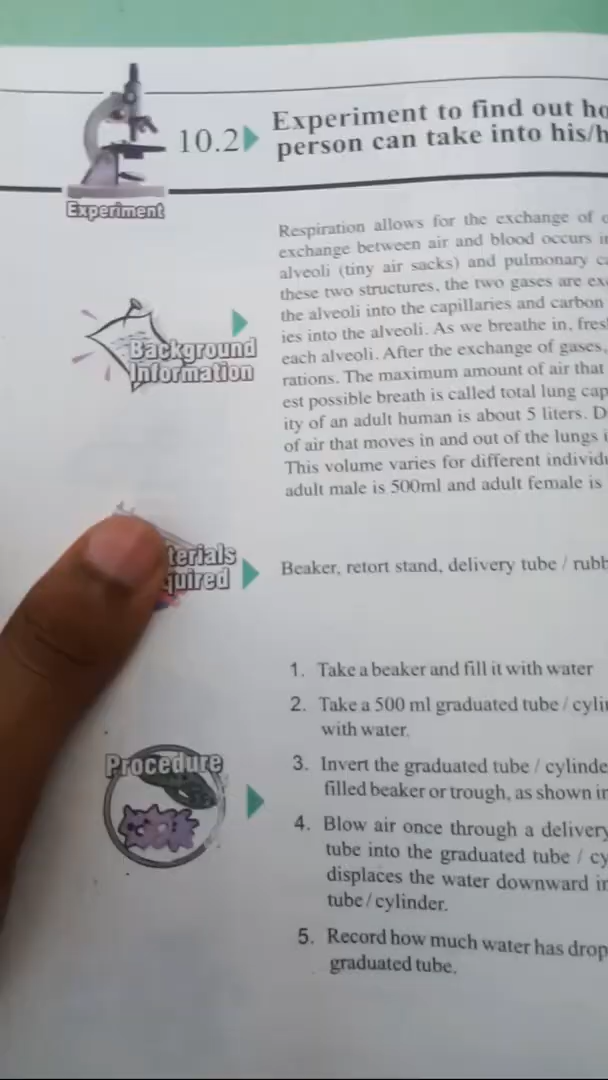 10.2
Experiment to find out
person can take into his/h
Experiment
Respiration allows for the exchange of
exchange between air and blood occurs
alveoli (tiny air sacks) and pulmonary
these two structures, the two gases are
the alveoli into the capillaries and carbon
ies into the alveoli. As we breathe in,
each alveoli. After the exchange of gases,
rations. The maximum amount of air that
est possible breath is called total lung
ity of an adult human is about 5 liters.
of air that moves in and out of the lungs
This volume varies for different
adult male is 500ml and adult female is
Background
Information
terials
quired
Beaker, retort stand, delivery tube / rubb
Procedure
1. Take a beaker and fill it with water
2. Take a 500 ml graduated tube / cylin
with water.
3. Invert the graduated tube / cylinde
filled beaker or trough, as shown in
4. Blow air once through a delivery
tube into the graduated tube / cy
displaces the water downward in
tube/cylinder.
5. Record how much water has drop
graduated tube.